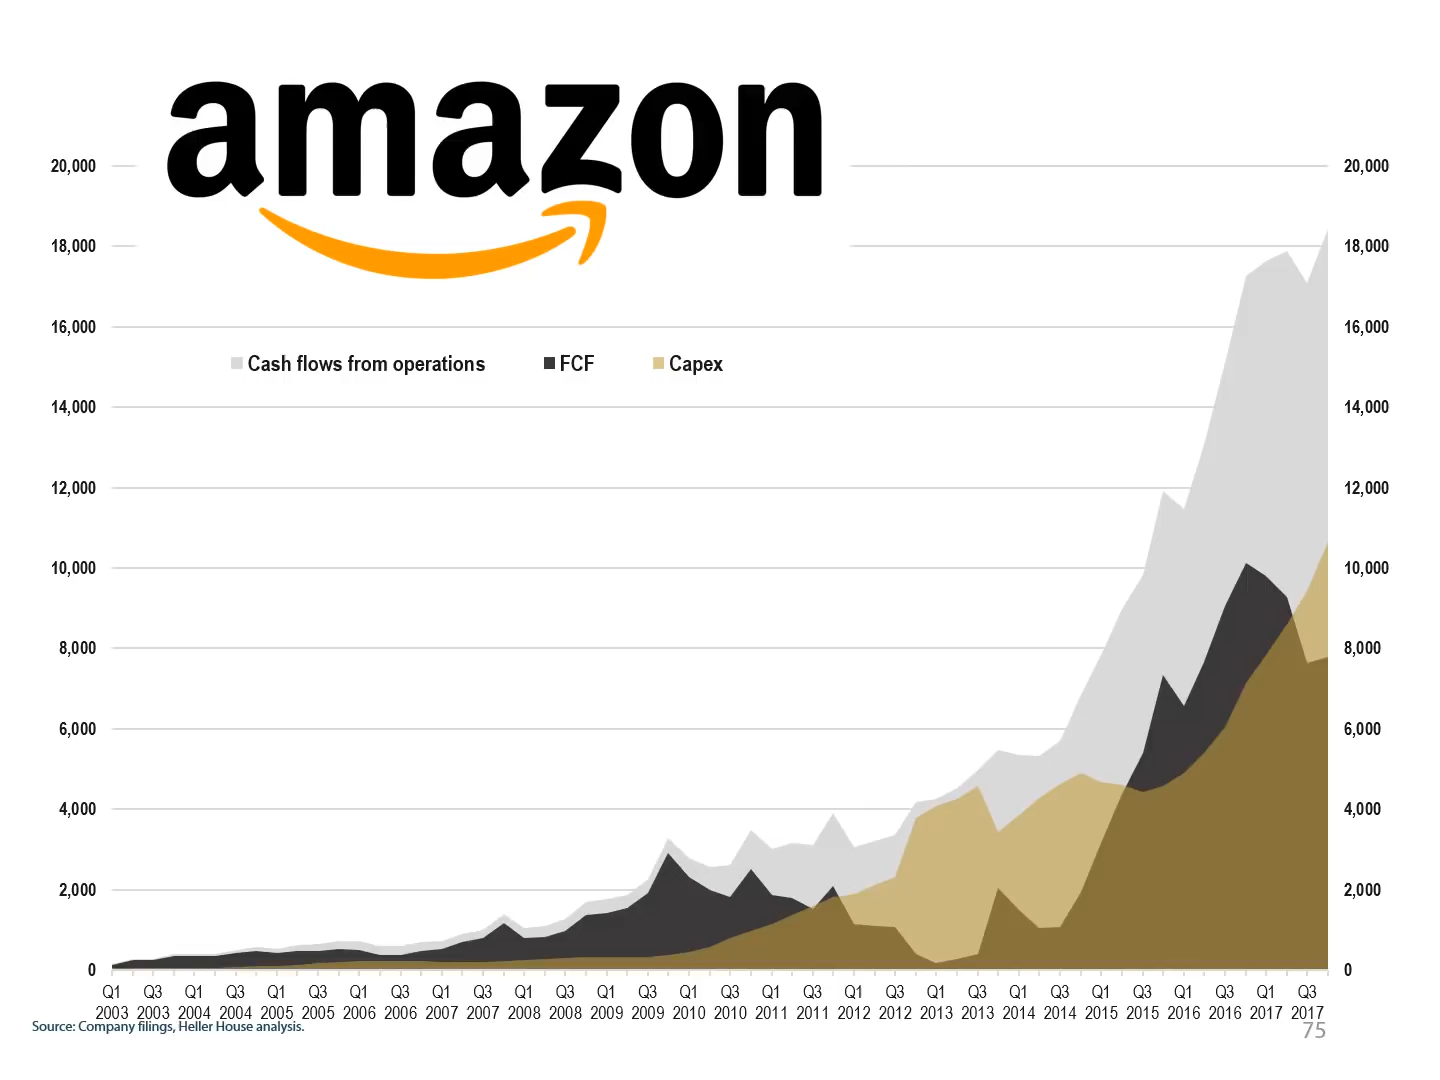 amazon
20,000 20,000
18,000 18,000
16,000 16,000
Cash flows from operations FCF Capex
14,000 14,000
12,000 12,000
10,000 10,000
8,000 8,000
6,000 6,000
4,000 4,000
2,000 2,000
0 0
Q1 Q3 Q1 Q3 Q1 Q3 Q1 Q3 Q1 Q3 Q1 Q3 Q1 Q3 Q1 Q3 Q1 Q3 Q1 Q3 Q1 Q3 Q1 Q3 Q1 Q3 Q1 Q3 Q1 Q3
2003 2003 2004 2004 2005 2005 2006 2006 2007 2007 2008 2008 2009 2009 2010 2010 2011 2011 2012 2012 2013 2013 2014 2014 2015 2015 2016 2016 2017 2017
Source: Company filings, Heller House analysis.
75